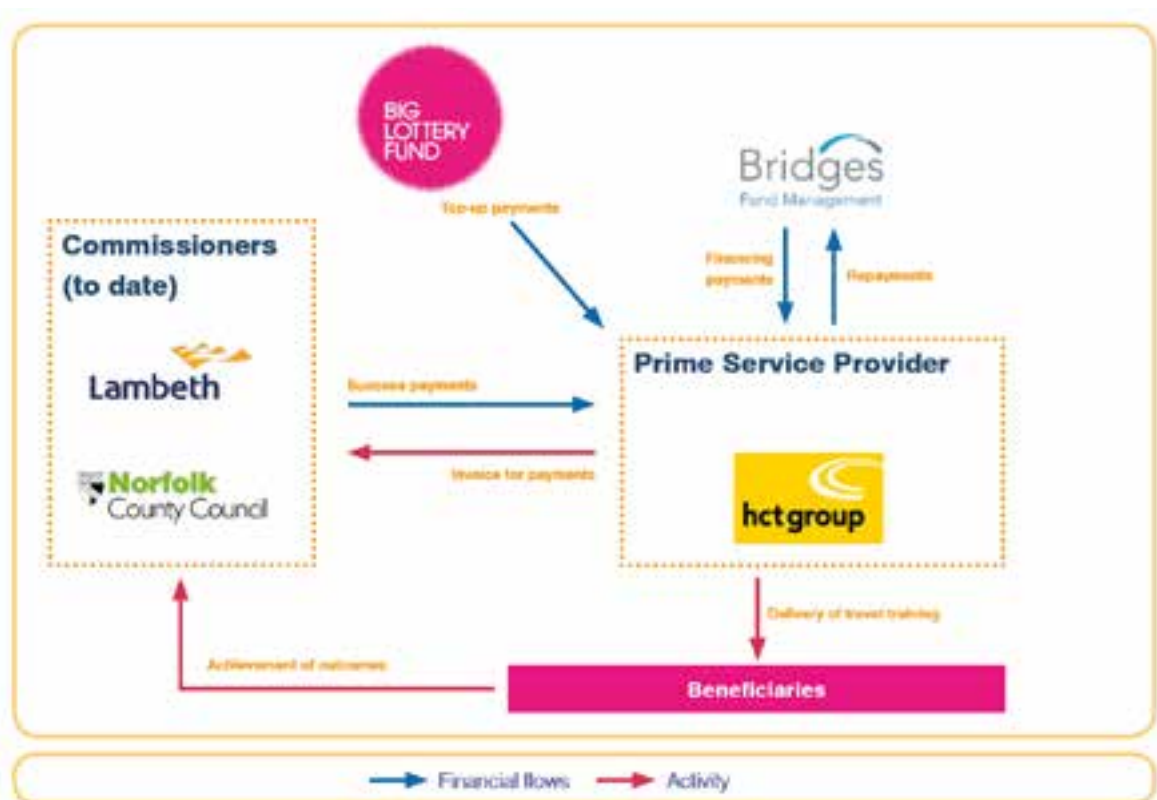 BIG
LOTTERY
FUND
Bridges
Fund Management
Top-up payments
Commissioners
(to date)
Financing
payments
Repayments
Lambeth
Prime Service Provider
Success payments
Invoice for payments
Norfolk
County Council
hctgroup
Delivery of travel training
Achievement of outcomes
Beneficiaries
Financial flows
Activity